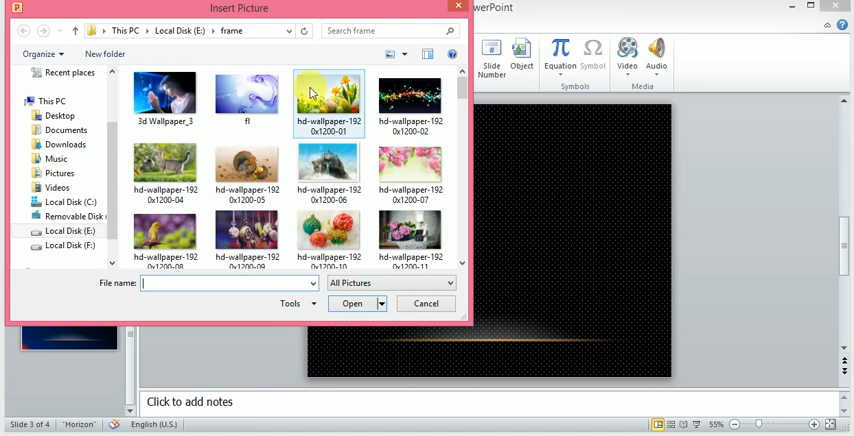 Insert Picture
werPoint
This PC
Local Disk (E:)
frame
Search frame
Organize
New folder
Recent places
This PC
Desktop
Documents
Downloads
Music
Pictures
Videos
Local Disk (C:)
Removable Disk
Local Disk (E:)
Local Disk (F:)
3d Wallpaper_3
fl
hd-wallpaper-192
0x1200-01
hd-wallpaper-192
0x1200-02
hd-wallpaper-192
0x1200-04
hd-wallpaper-192
0x1200-05
hd-wallpaper-192
0x1200-06
hd-wallpaper-192
0x1200-07
hd-wallpaper-192
0x1200-08
hd-wallpaper-192
0x1200-09
hd-wallpaper-192
0x1200-10
hd-wallpaper-192
0x1200-11
File name:
All Pictures
Tools
Open
Cancel
Slide
Number
Object
Equation
Symbol
Video
Audio
Symbols
Media
Click to add notes
Slide 3 of 4
"Horizon"
English (U.S.)
55%